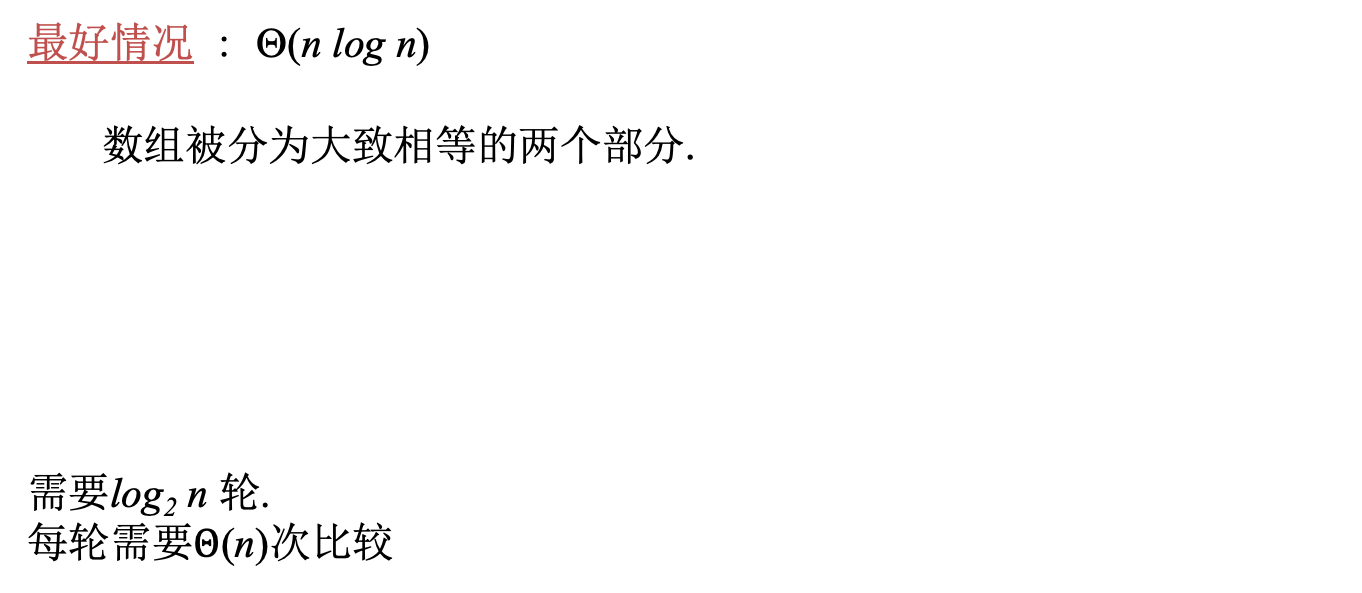 最好情况 : Θ(n log n)
数组被分为大致相等的两个部分.
需要log₂ n 轮.
每轮需要Θ(n)次比较